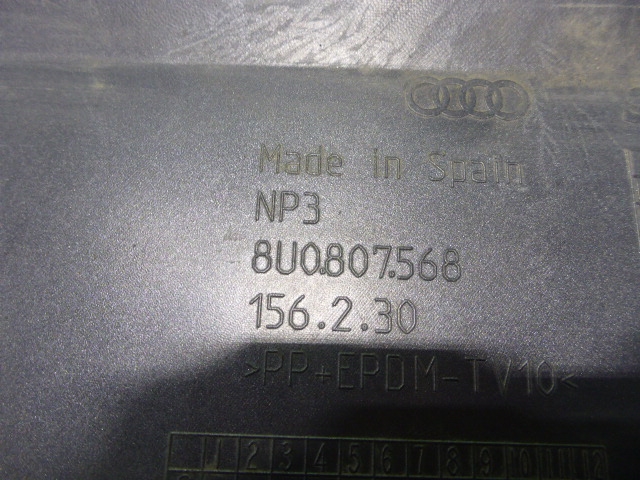 Made in Spain
NP3
8U0.807.568
156.2.30
>PP+EPDM-TV10<
1 2 3 4 5 6 7 8 9 10 11 12